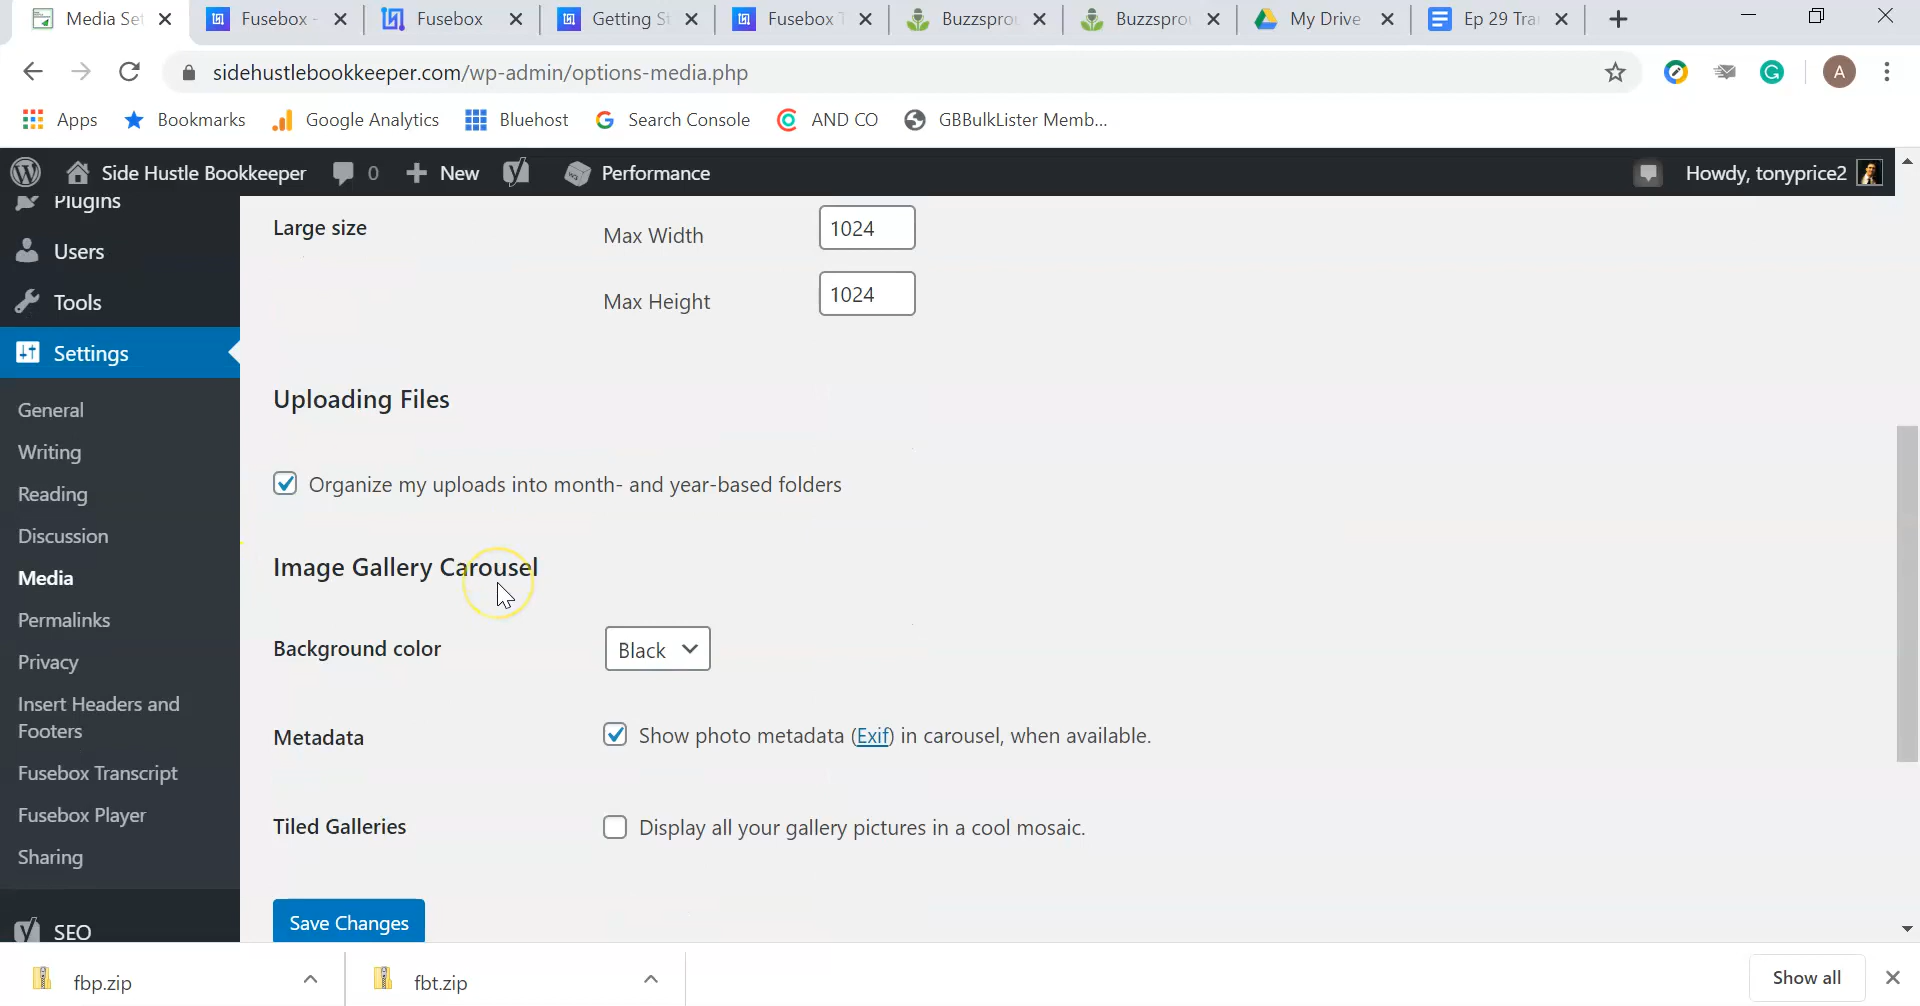 Media Se
Fusebox -
Fusebox
Getting S
Fusebox T
Buzzspro
Buzzspro
My Drive
Ep 29 Tra
sidehustlebookkeeper.com/wp-admin/options-media.php
A
Apps
Bookmarks
Google Analytics
Bluehost
Search Console
AND CO
GBBulkLister Memb...
Side Hustle Bookkeeper
0
New
Performance
Howdy, tonyprice2
Plugins
Users
Tools
Settings
General
Writing
Reading
Discussion
Media
Permalinks
Privacy
Insert Headers and
Footers
Fusebox Transcript
Fusebox Player
Sharing
SEO
Large size
Max Width
1024
Max Height
1024
Uploading Files
Organize my uploads into month- and year-based folders
Image Gallery Carousel
Background color
Black
Metadata
Show photo metadata (Exif) in carousel, when available.
Tiled Galleries
Display all your gallery pictures in a cool mosaic.
Save Changes
fbp.zip
fbt.zip
Show all